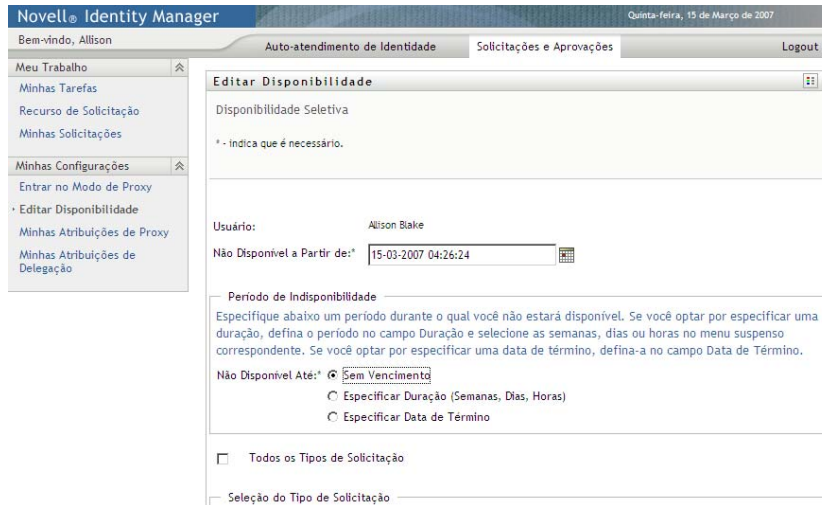 Novell® Identity Manager
Quinta-feira, 15 de Março de 2007
Bem-vindo, Allison
Auto-atendimento de Identidade
Solicitações e Aprovações
Logout
Meu Trabalho
Minhas Tarefas
Recurso de Solicitação
Minhas Solicitações
Minhas Configurações
Entrar no Modo de Proxy
Editar Disponibilidade
Minhas Atribuições de Proxy
Minhas Atribuições de
Delegação
Editar Disponibilidade
Disponibilidade Seletiva
* - indica que é necessário.
Usuário: Allison Blake
Não Disponível a Partir de:* 15-03-2007 04:26:24
Período de Indisponibilidade
Especifique abaixo um período durante o qual você não estará disponível. Se você optar por especificar uma
duração, defina o período no campo Duração e selecione as semanas, dias ou horas no menu suspenso
correspondente. Se você optar por especificar uma data de término, defina-a no campo Data de Término.
Não Disponível Até:* Sem Vencimento
Especificar Duração (Semanas, Dias, Horas)
Especificar Data de Término
Todos os Tipos de Solicitação
Seleção do Tipo de Solicitação